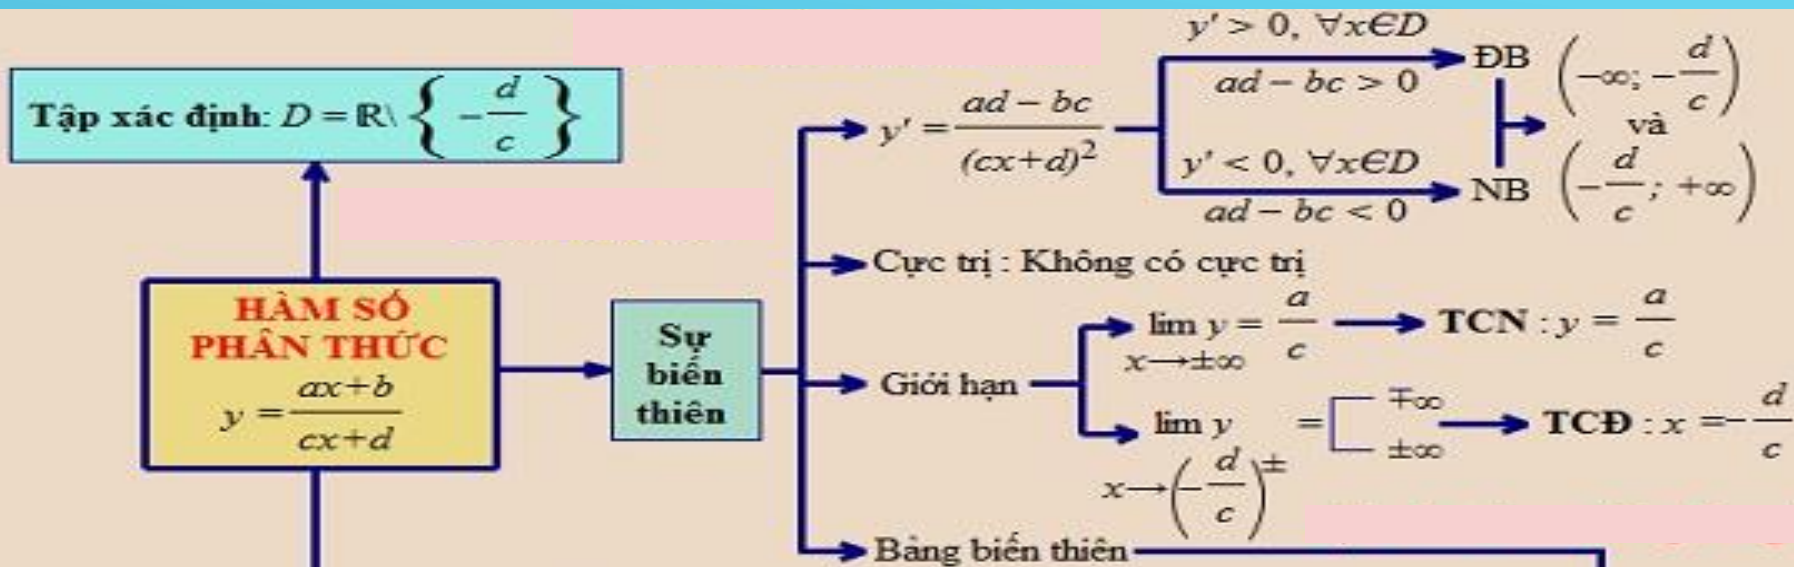 Tập xác định: D = ℝ\ { -d/c }
HÀM SỐ
PHÂN THỨC
y = (ax+b)/(cx+d)
Sự
biến
thiên
y' = (ad – bc)/(cx+d)²
y' > 0, ∀x∈D
ad – bc > 0
ĐB
y' < 0, ∀x∈D
ad – bc < 0
NB
(-∞; -d/c)
và
(-d/c; +∞)
Cực trị : Không có cực trị
Giới hạn
lim y = a/c
x→±∞
TCN : y = a/c
lim y =
x→(-d/c)±
∓∞
±∞
TCĐ : x = -d/c
Bảng biến thiên